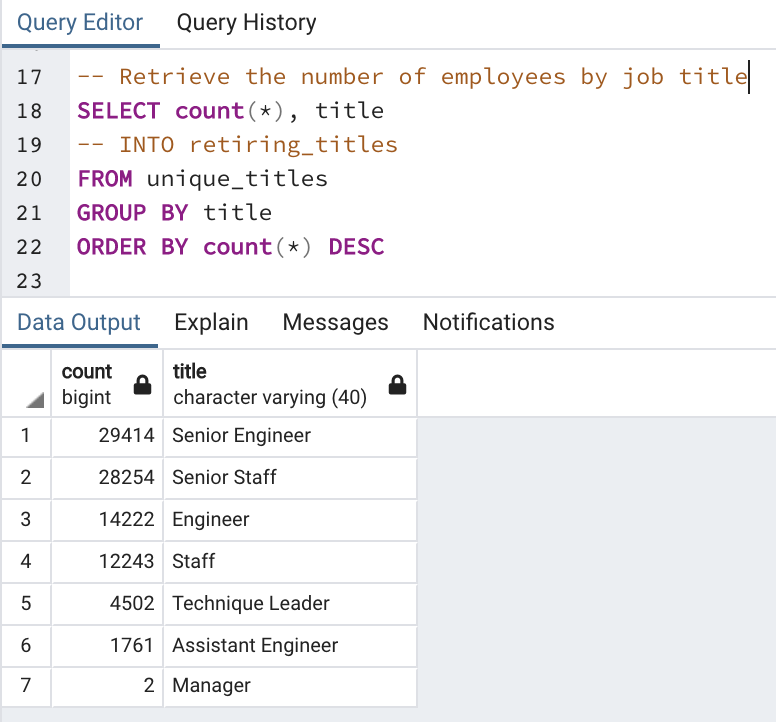 Query Editor Query History
17 -- Retrieve the number of employees by job title
18 SELECT count(*), title
19 -- INTO retiring_titles
20 FROM unique_titles
21 GROUP BY title
22 ORDER BY count(*) DESC
23
Data Output Explain Messages Notifications
count title
bigint character varying (40)
1 29414 Senior Engineer
2 28254 Senior Staff
3 14222 Engineer
4 12243 Staff
5 4502 Technique Leader
6 1761 Assistant Engineer
7 2 Manager